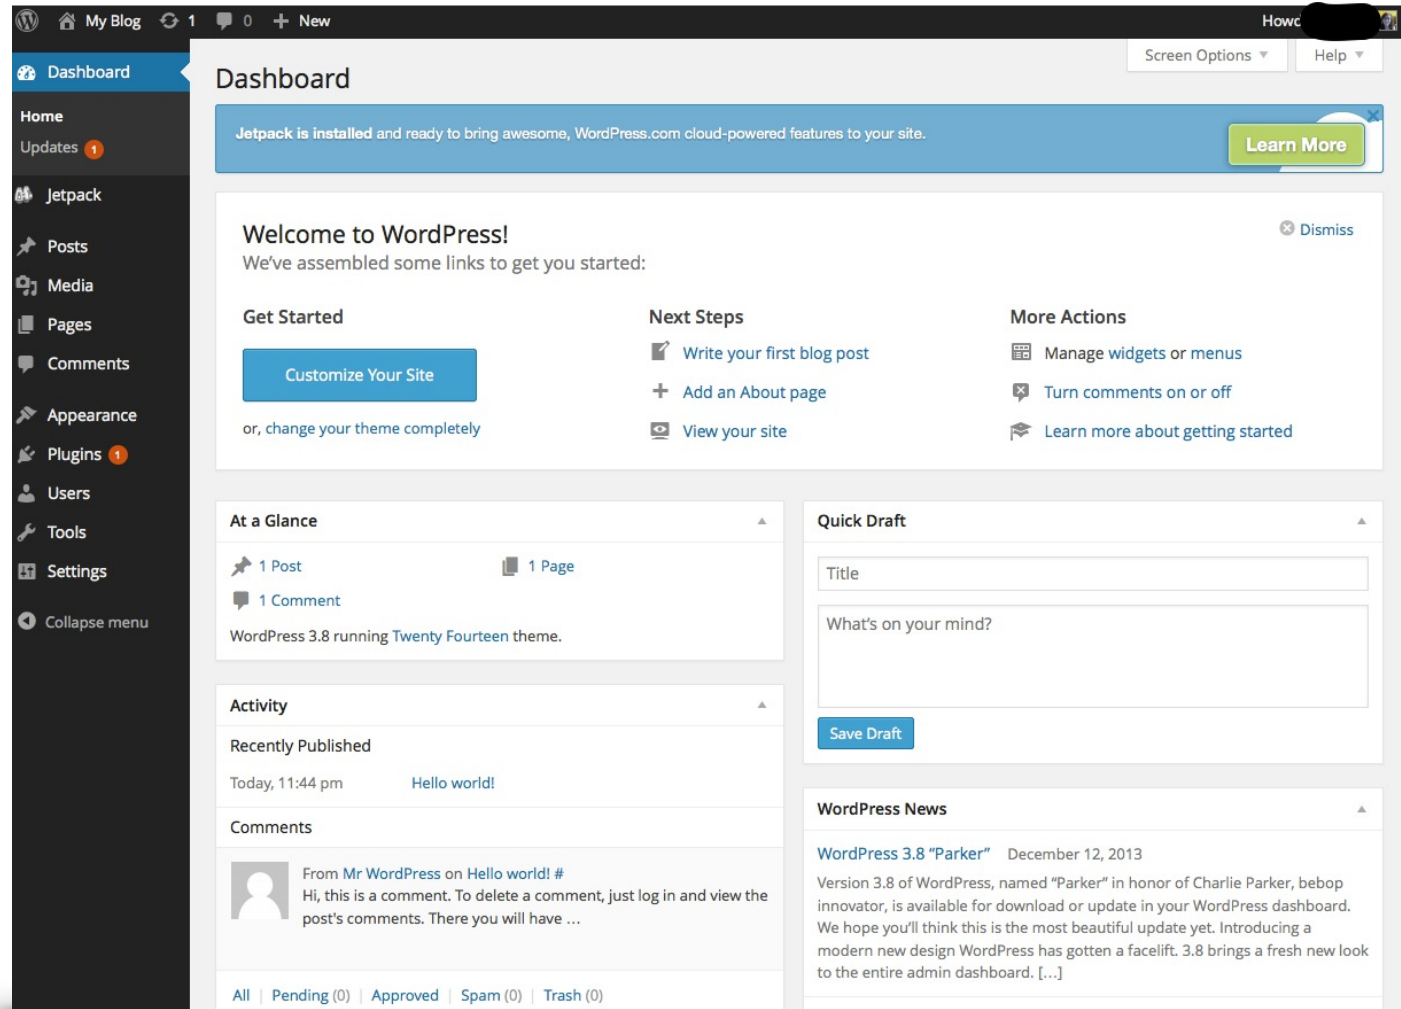 My Blog 1 0 + New
Howd
Dashboard
Home
Updates 1
Jetpack
Posts
Media
Pages
Comments
Appearance
Plugins 1
Users
Tools
Settings
Collapse menu
Screen Options
Help
Dashboard
Jetpack is installed and ready to bring awesome, WordPress.com cloud-powered features to your site.
Learn More
Welcome to WordPress!
Dismiss
We've assembled some links to get you started:
Get Started
Customize Your Site
or, change your theme completely
Next Steps
Write your first blog post
Add an About page
View your site
More Actions
Manage widgets or menus
Turn comments on or off
Learn more about getting started
At a Glance
1 Post
1 Page
1 Comment
WordPress 3.8 running Twenty Fourteen theme.
Activity
Recently Published
Today, 11:44 pm Hello world!
Comments
From Mr WordPress on Hello world! #
Hi, this is a comment. To delete a comment, just log in and view the
post's comments. There you will have …
All | Pending (0) | Approved | Spam (0) | Trash (0)
Quick Draft
Title
What's on your mind?
Save Draft
WordPress News
WordPress 3.8 “Parker” December 12, 2013
Version 3.8 of WordPress, named “Parker” in honor of Charlie Parker, bebop
innovator, is available for download or update in your WordPress dashboard.
We hope you'll think this is the most beautiful update yet. Introducing a
modern new design WordPress has gotten a facelift. 3.8 brings a fresh new look
to the entire admin dashboard. […]